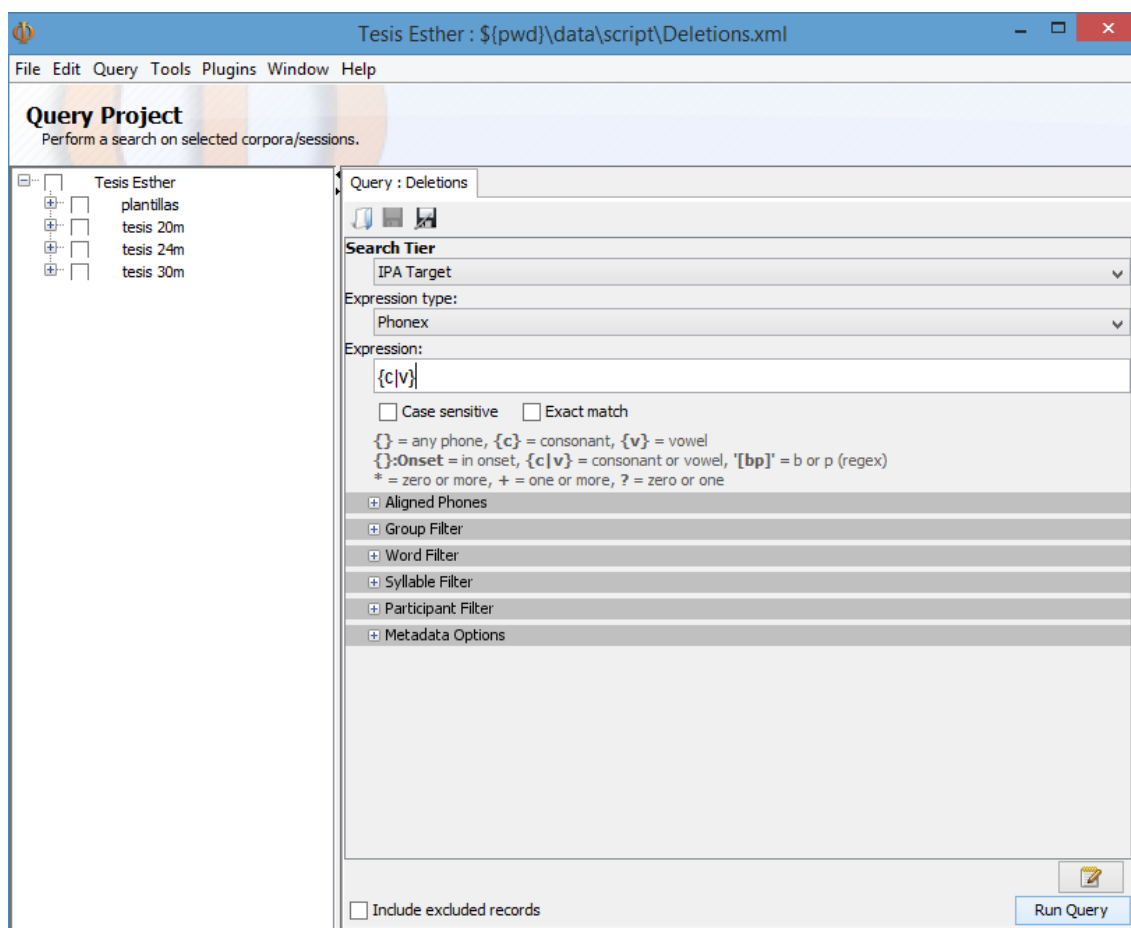 Tesis Esther : ${pwd}\data\script\Deletions.xml
File Edit Query Tools Plugins Window Help
Query Project
Perform a search on selected corpora/sessions.
Tesis Esther
plantillas
tesis 20m
tesis 24m
tesis 30m
Query : Deletions
Search Tier
IPA Target
Expression type:
Phonex
Expression:
{c|v}
Case sensitive Exact match
{} = any phone, {c} = consonant, {v} = vowel
{}:Onset = in onset, {c|v} = consonant or vowel, '[bp]' = b or p (regex)
* = zero or more, + = one or more, ? = zero or one
Aligned Phones
Group Filter
Word Filter
Syllable Filter
Participant Filter
Metadata Options
Include excluded records
Run Query